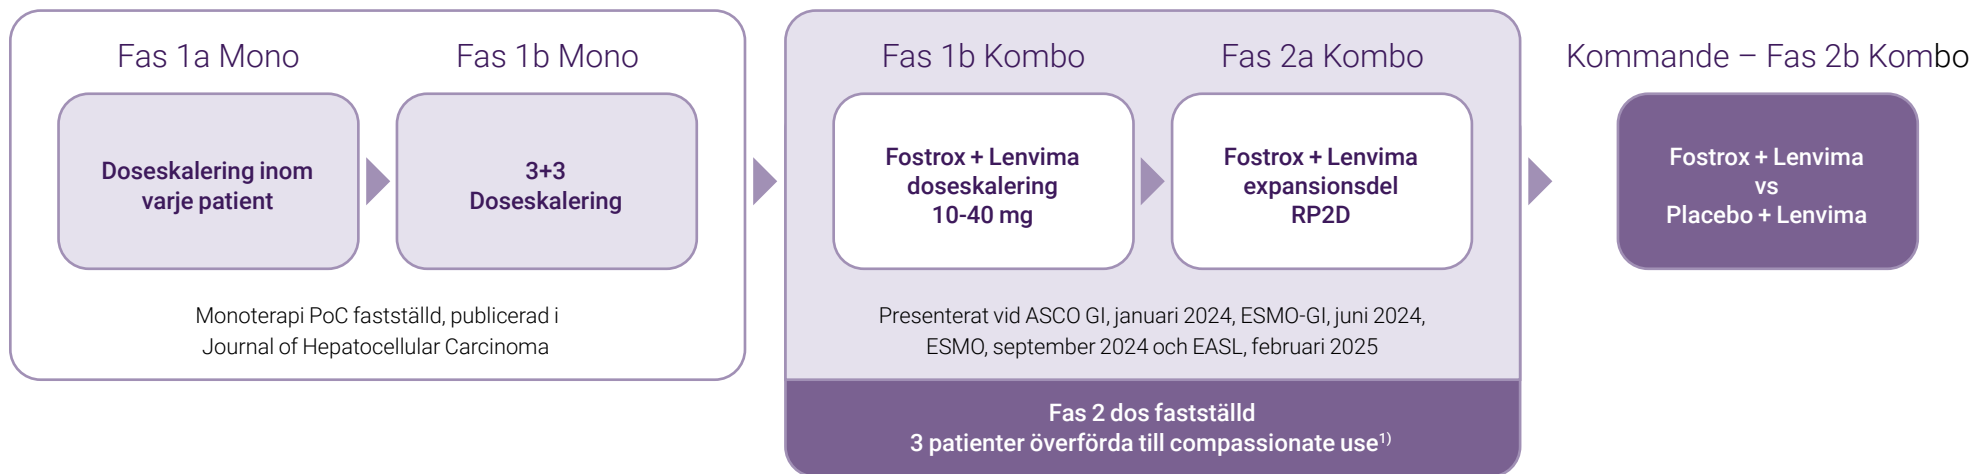 Fas 1a Mono
Doseskalering inom
varje patient
Fas 1b Mono
3+3
Doseskalering
Monoterapi PoC fastställd, publicerad i
Journal of Hepatocellular Carcinoma
Fas 1b Kombo
Fostrox + Lenvima
doseskalering
10-40 mg
Fas 2a Kombo
Fostrox + Lenvima
expansionsdel
RP2D
Presenterat vid ASCO GI, januari 2024, ESMO-GI, juni 2024,
ESMO, september 2024 och EASL, februari 2025
Fas 2 dos fastställd
3 patienter överförda till compassionate use¹⁾
Kommande – Fas 2b Kombo
Fostrox + Lenvima
vs
Placebo + Lenvima